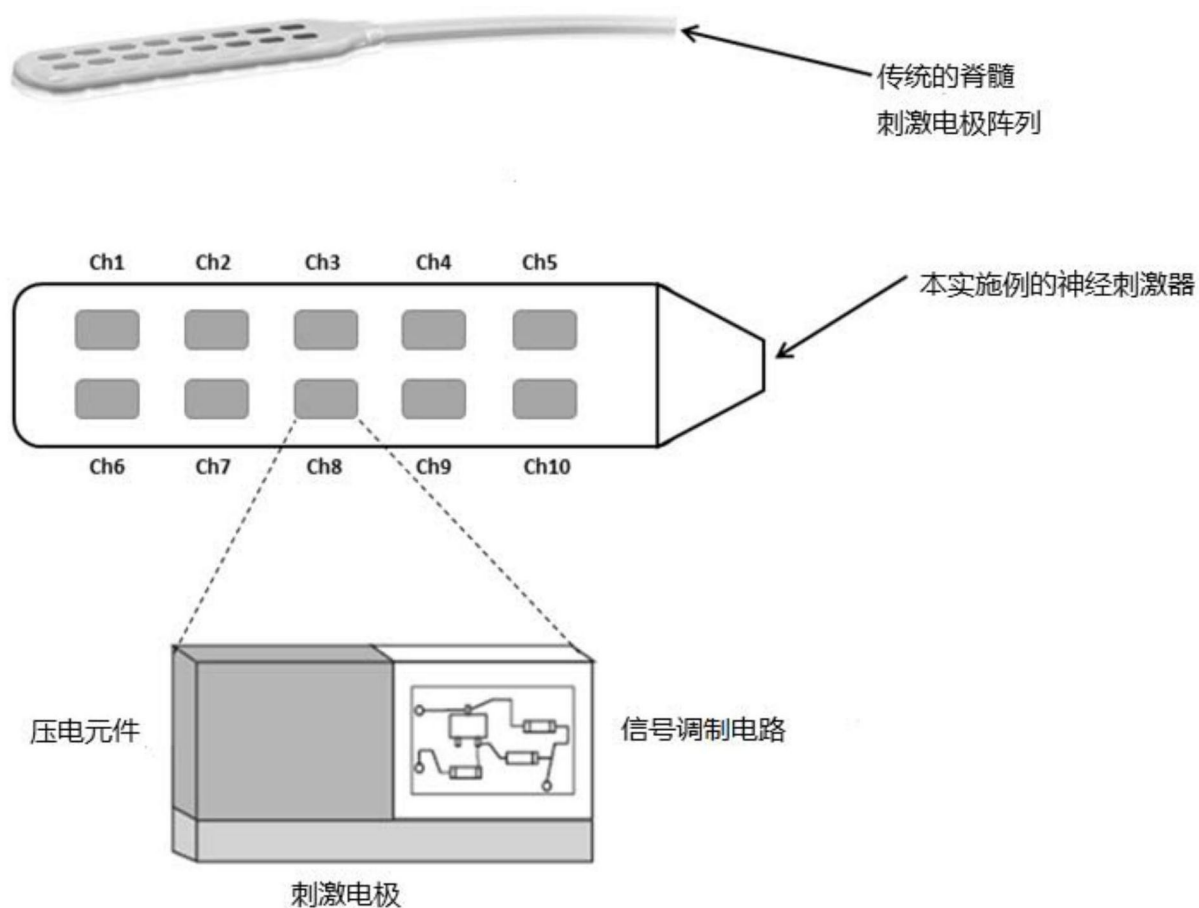 传统的脊髓
刺激电极阵列
Ch1 Ch2 Ch3 Ch4 Ch5
本实施例的神经刺激器
Ch6 Ch7 Ch8 Ch9 Ch10
压电元件
信号调制电路
刺激电极